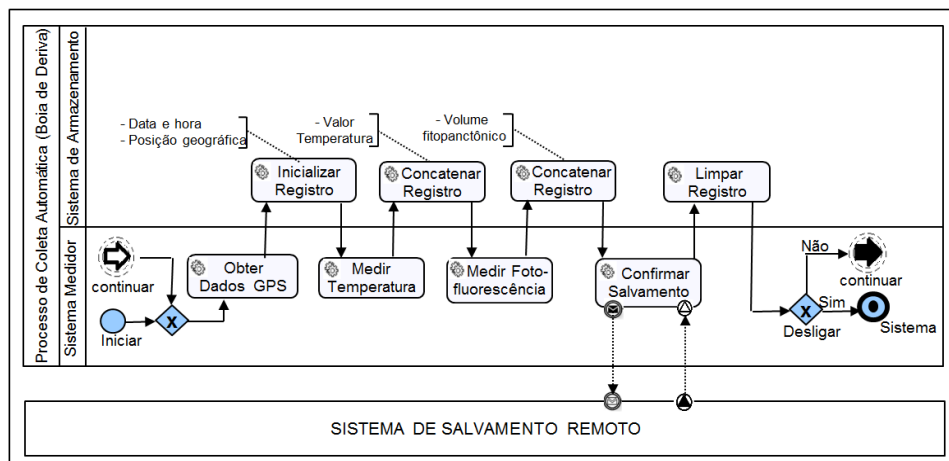 Processo de Coleta Automática (Boia de Deriva)
Sistema de Armazenamento
- Data e hora
- Posição geográfica
- Valor
Temperatura
- Volume
fitopanctônico
Inicializar
Registro
Concatenar
Registro
Concatenar
Registro
Limpar
Registro
Sistema Medidor
continuar
Iniciar
X
Obter
Dados GPS
Medir
Temperatura
Medir Foto-
fluorescência
Confirmar
Salvamento
Não
continuar
X
Sim
Desligar
Sistema
SISTEMA DE SALVAMENTO REMOTO